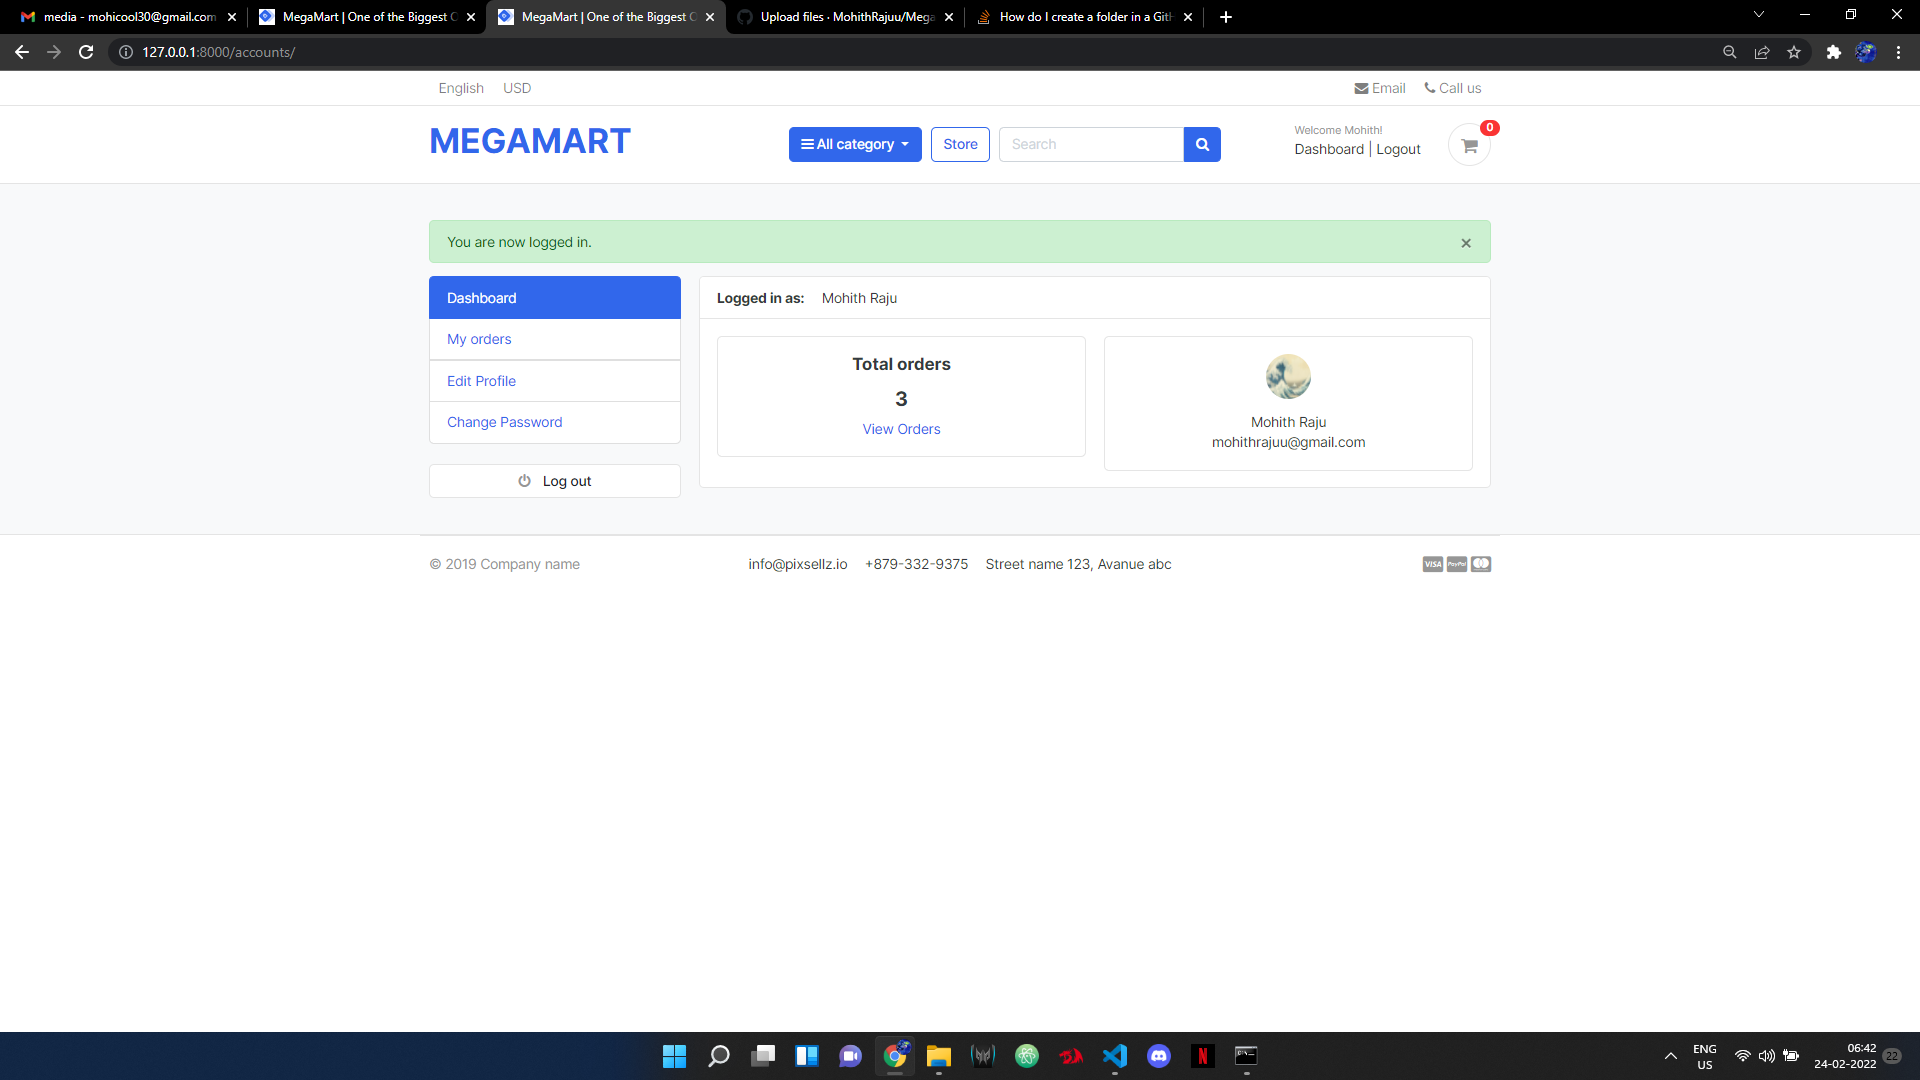 media - mohicool30@gmail.com
MegaMart | One of the Biggest O
MegaMart | One of the Biggest O
Upload files · MohithRajuu/Mega
How do I create a folder in a Git
127.0.0.1:8000/accounts/
English USD
Email Call us
MEGAMART
All category
Store
Search
Welcome Mohith!
Dashboard | Logout
0
You are now logged in.
×
Dashboard
My orders
Edit Profile
Change Password
Log out
Logged in as: Mohith Raju
Total orders
3
View Orders
Mohith Raju
mohithrajuu@gmail.com
© 2019 Company name
info@pixsellz.io +879-332-9375 Street name 123, Avanue abc
VISA PayPal
ENG
US
06:42
24-02-2022
22